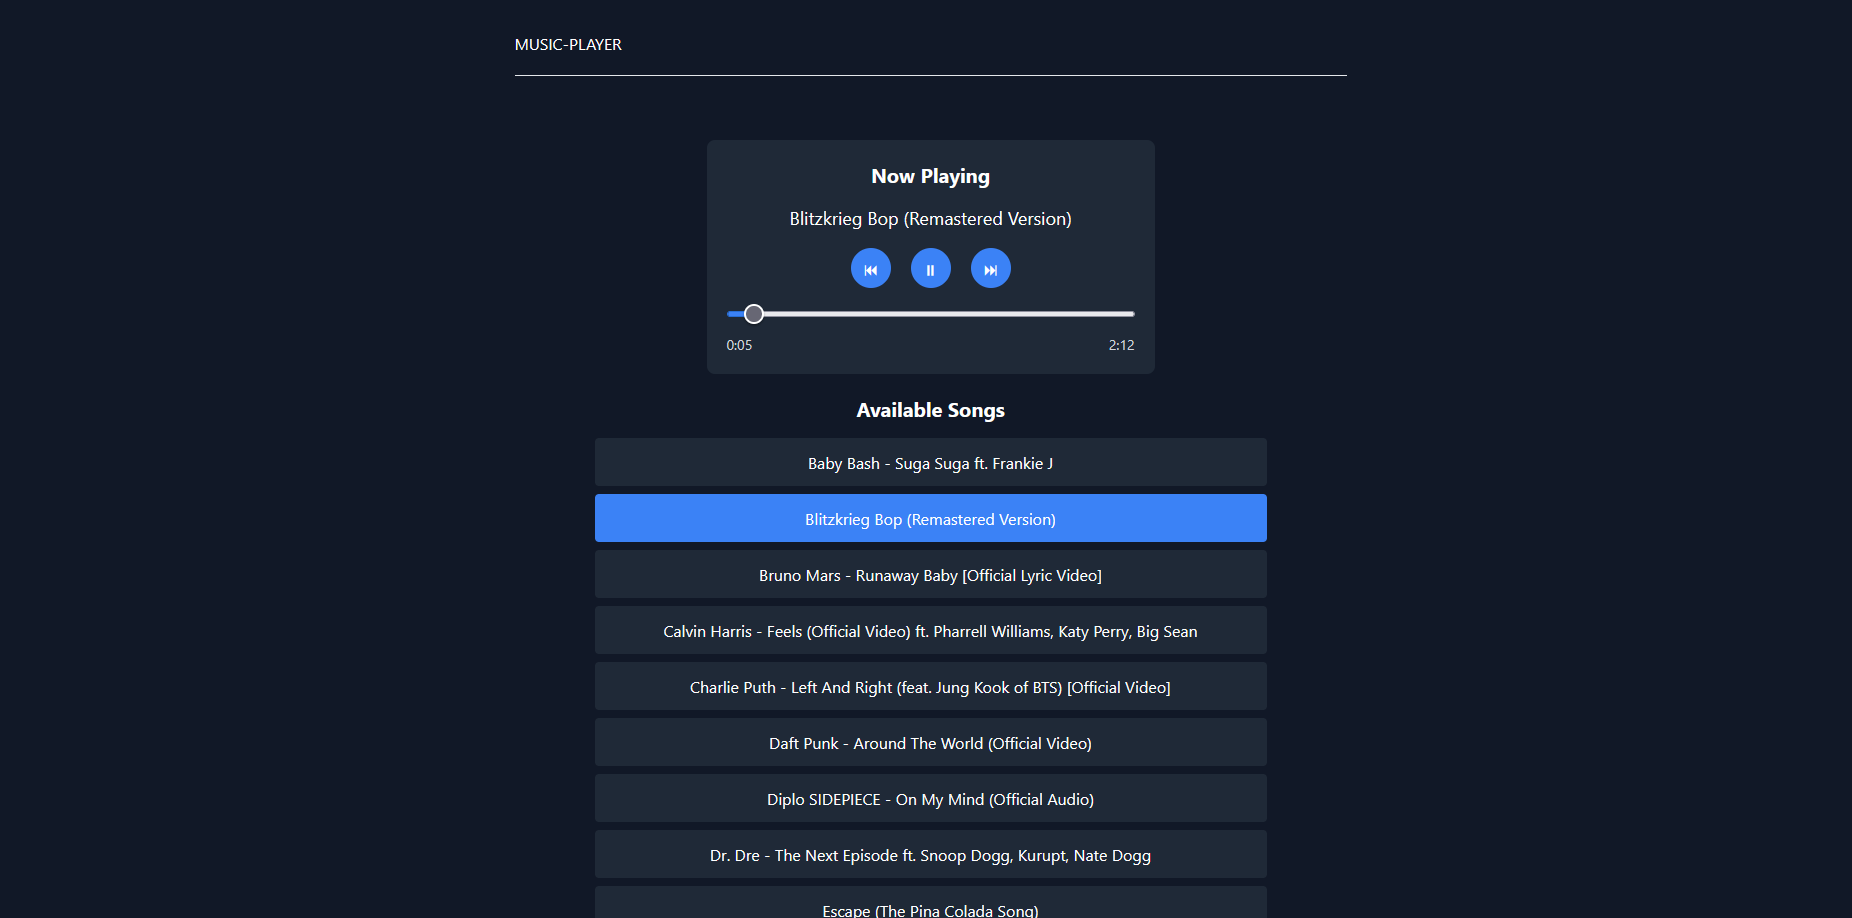 MUSIC-PLAYER
Now Playing
Blitzkrieg Bop (Remastered Version)
0:05 2:12
Available Songs
Baby Bash - Suga Suga ft. Frankie J
Blitzkrieg Bop (Remastered Version)
Bruno Mars - Runaway Baby [Official Lyric Video]
Calvin Harris - Feels (Official Video) ft. Pharrell Williams, Katy Perry, Big Sean
Charlie Puth - Left And Right (feat. Jung Kook of BTS) [Official Video]
Daft Punk - Around The World (Official Video)
Diplo SIDEPIECE - On My Mind (Official Audio)
Dr. Dre - The Next Episode ft. Snoop Dogg, Kurupt, Nate Dogg
Escape (The Pina Colada Song)